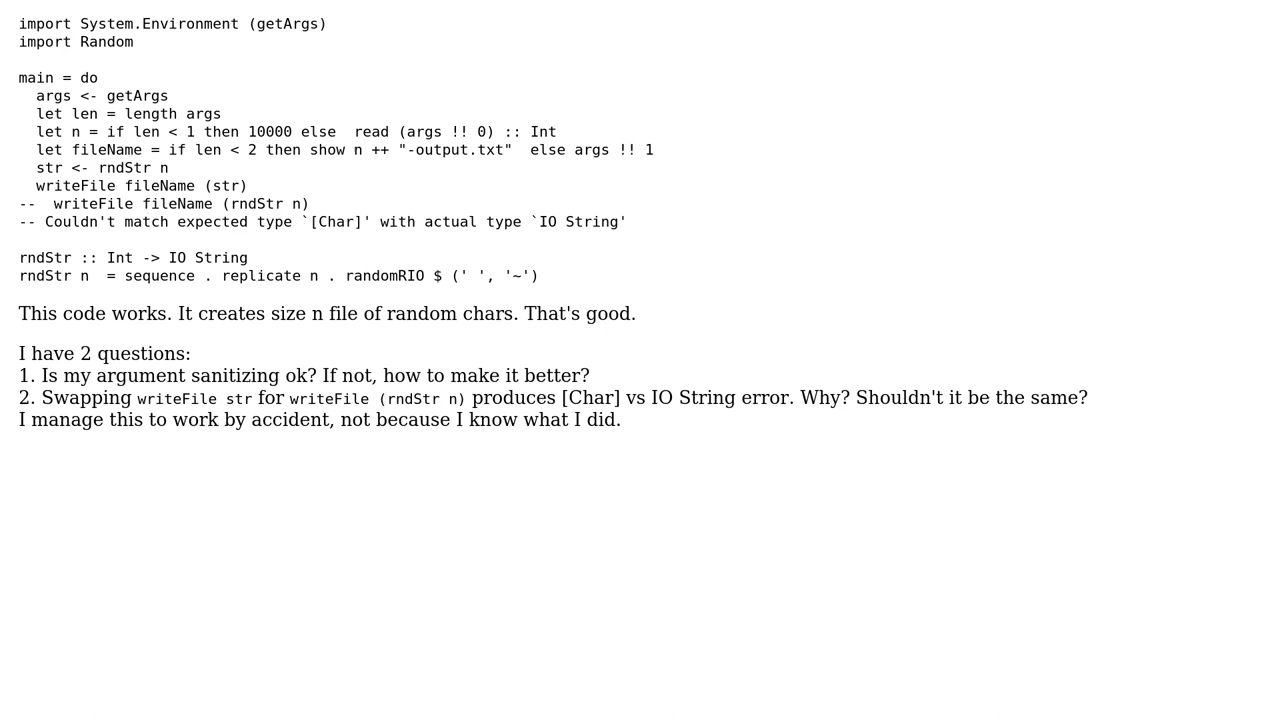 import System.Environment (getArgs)
import Random
main = do
  args <- getArgs
  let len = length args
  let n = if len < 1 then 10000 else  read (args !! 0) :: Int
  let fileName = if len < 2 then show n ++ "-output.txt"  else args !! 1
  str <- rndStr n
  writeFile fileName (str)
--  writeFile fileName (rndStr n)
-- Couldn't match expected type `[Char]' with actual type `IO String'
rndStr :: Int -> IO String
rndStr n  = sequence . replicate n . randomRIO $ (' ', '~')
This code works. It creates size n file of random chars. That's good.
I have 2 questions:
1. Is my argument sanitizing ok? If not, how to make it better?
2. Swapping writeFile str for writeFile (rndStr n) produces [Char] vs IO String error. Why? Shouldn't it be the same?
I manage this to work by accident, not because I know what I did.